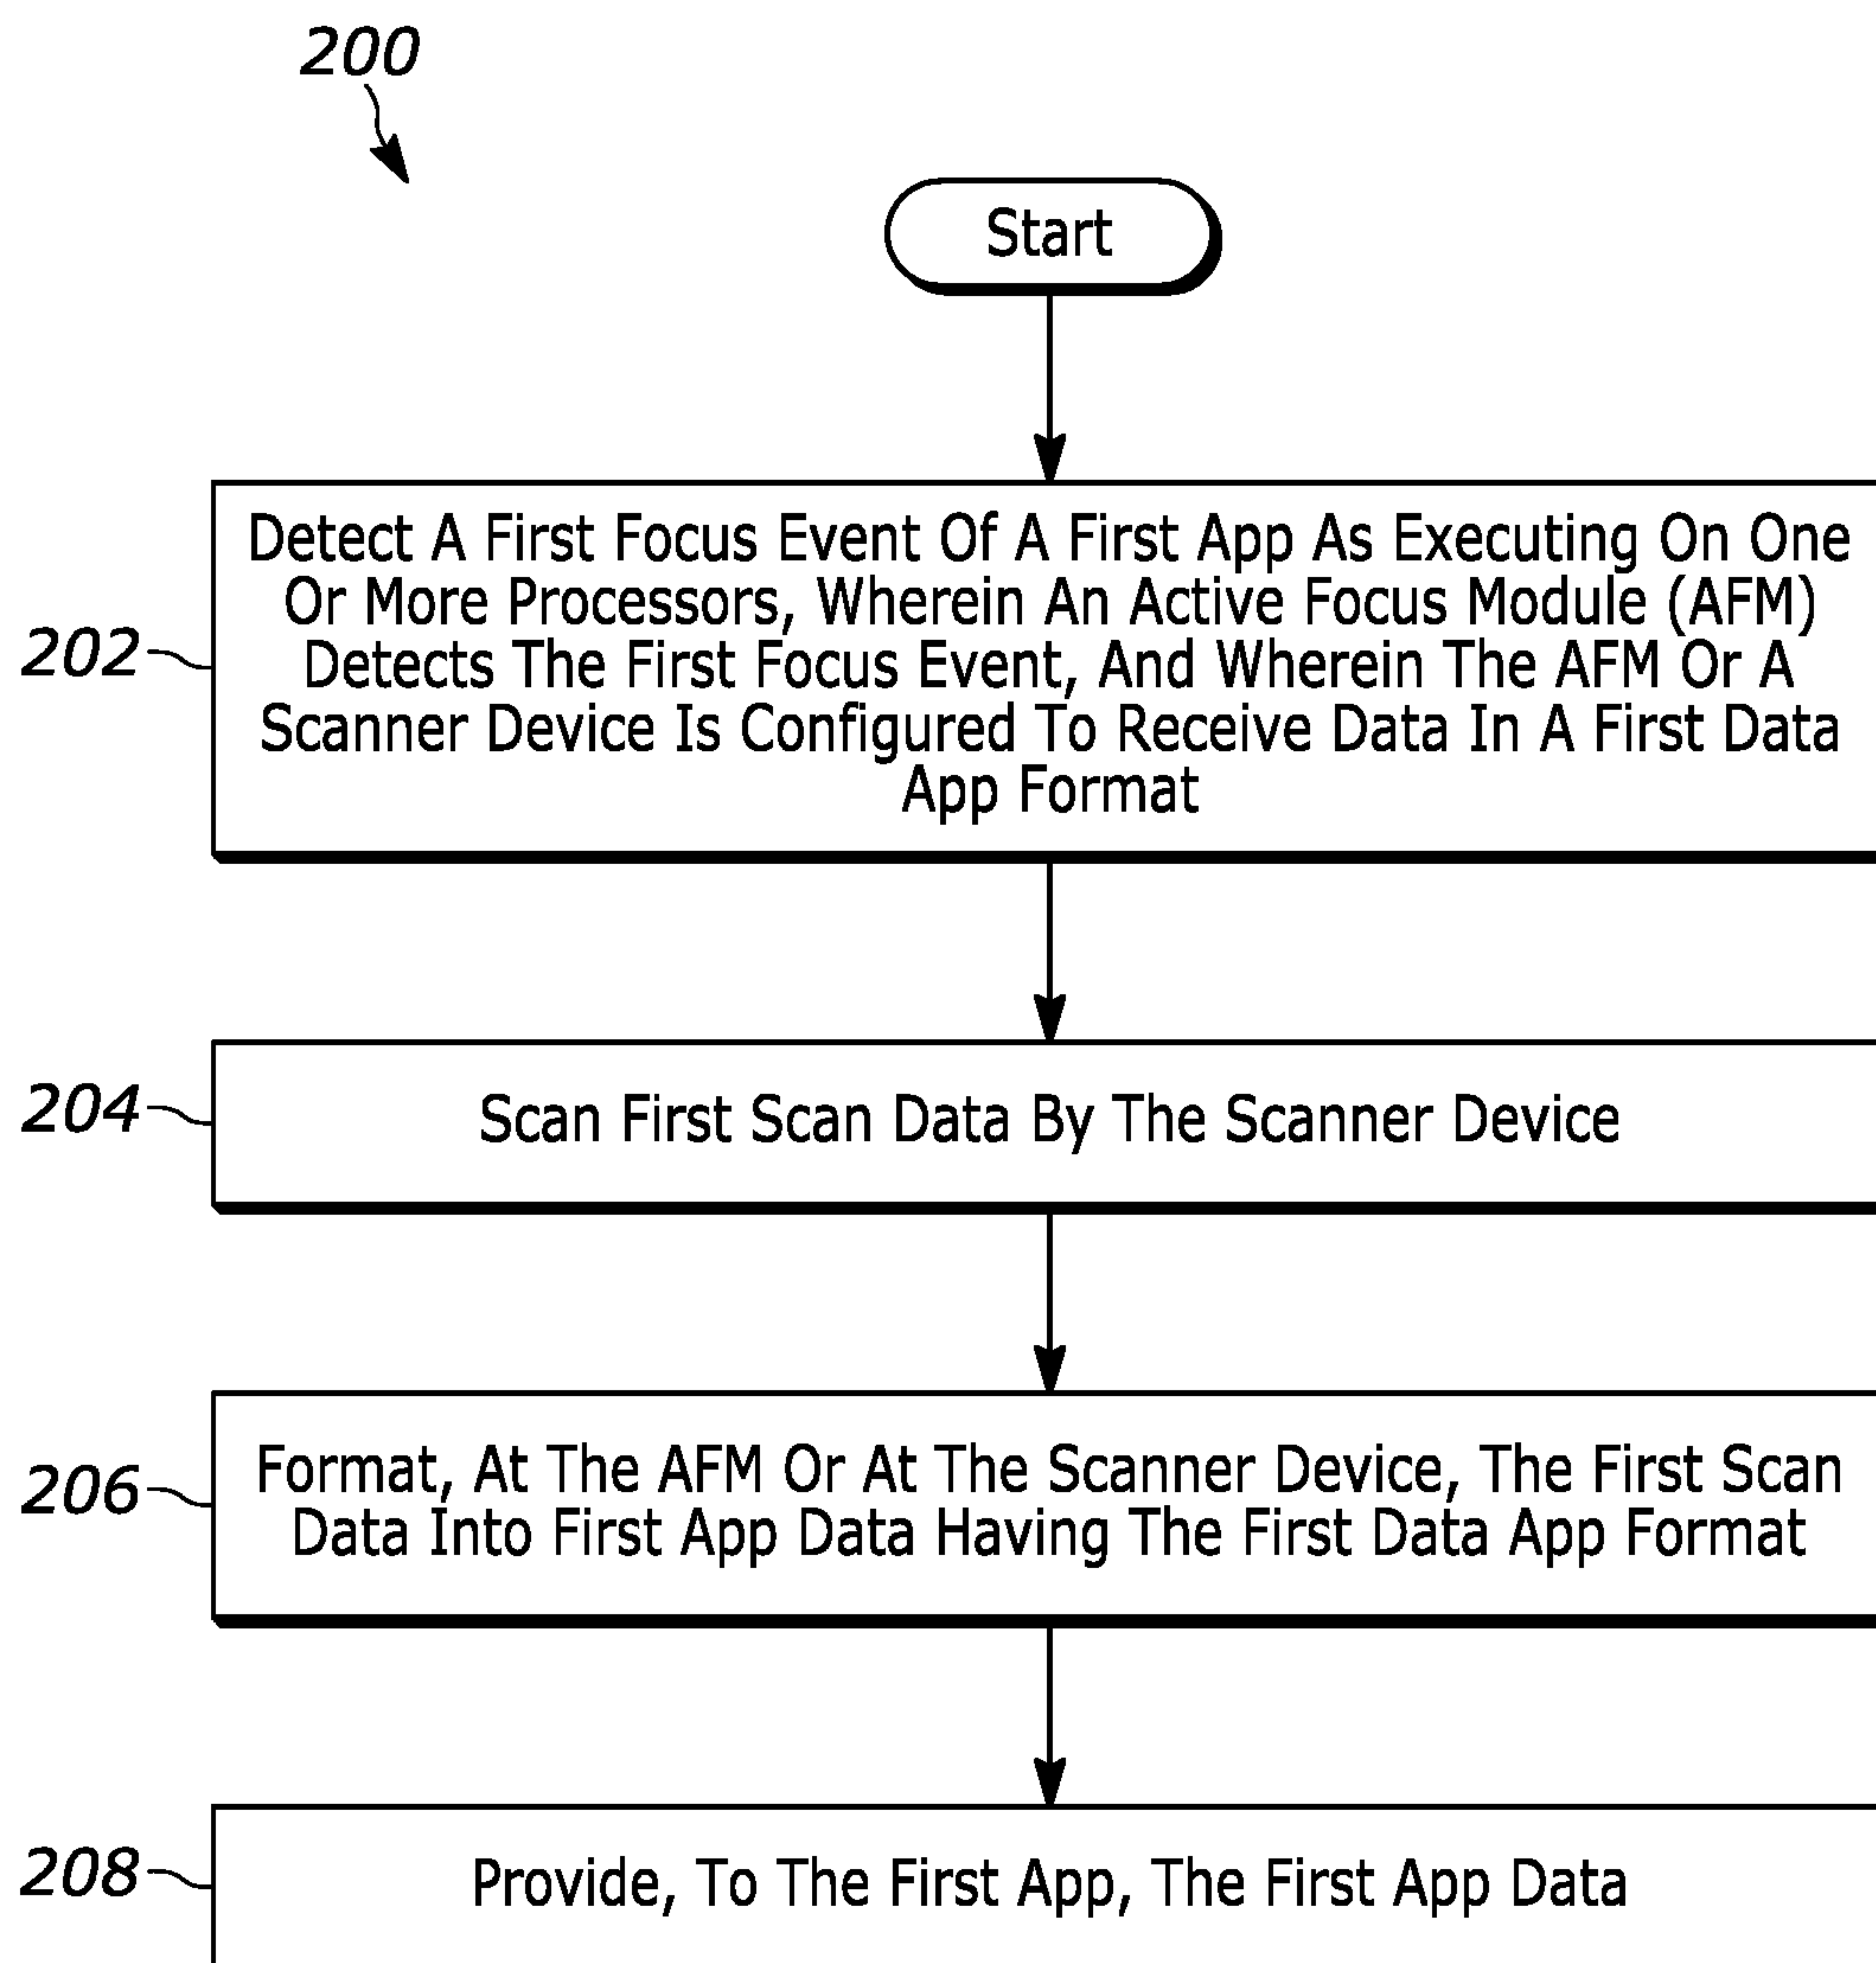 200
Start
202
Detect A First Focus Event Of A First App As Executing On One
Or More Processors, Wherein An Active Focus Module (AFM)
Detects The First Focus Event, And Wherein The AFM Or A
Scanner Device Is Configured To Receive Data In A First Data
App Format
204
Scan First Scan Data By The Scanner Device
206
Format, At The AFM Or At The Scanner Device, The First Scan
Data Into First App Data Having The First Data App Format
208
Provide, To The First App, The First App Data